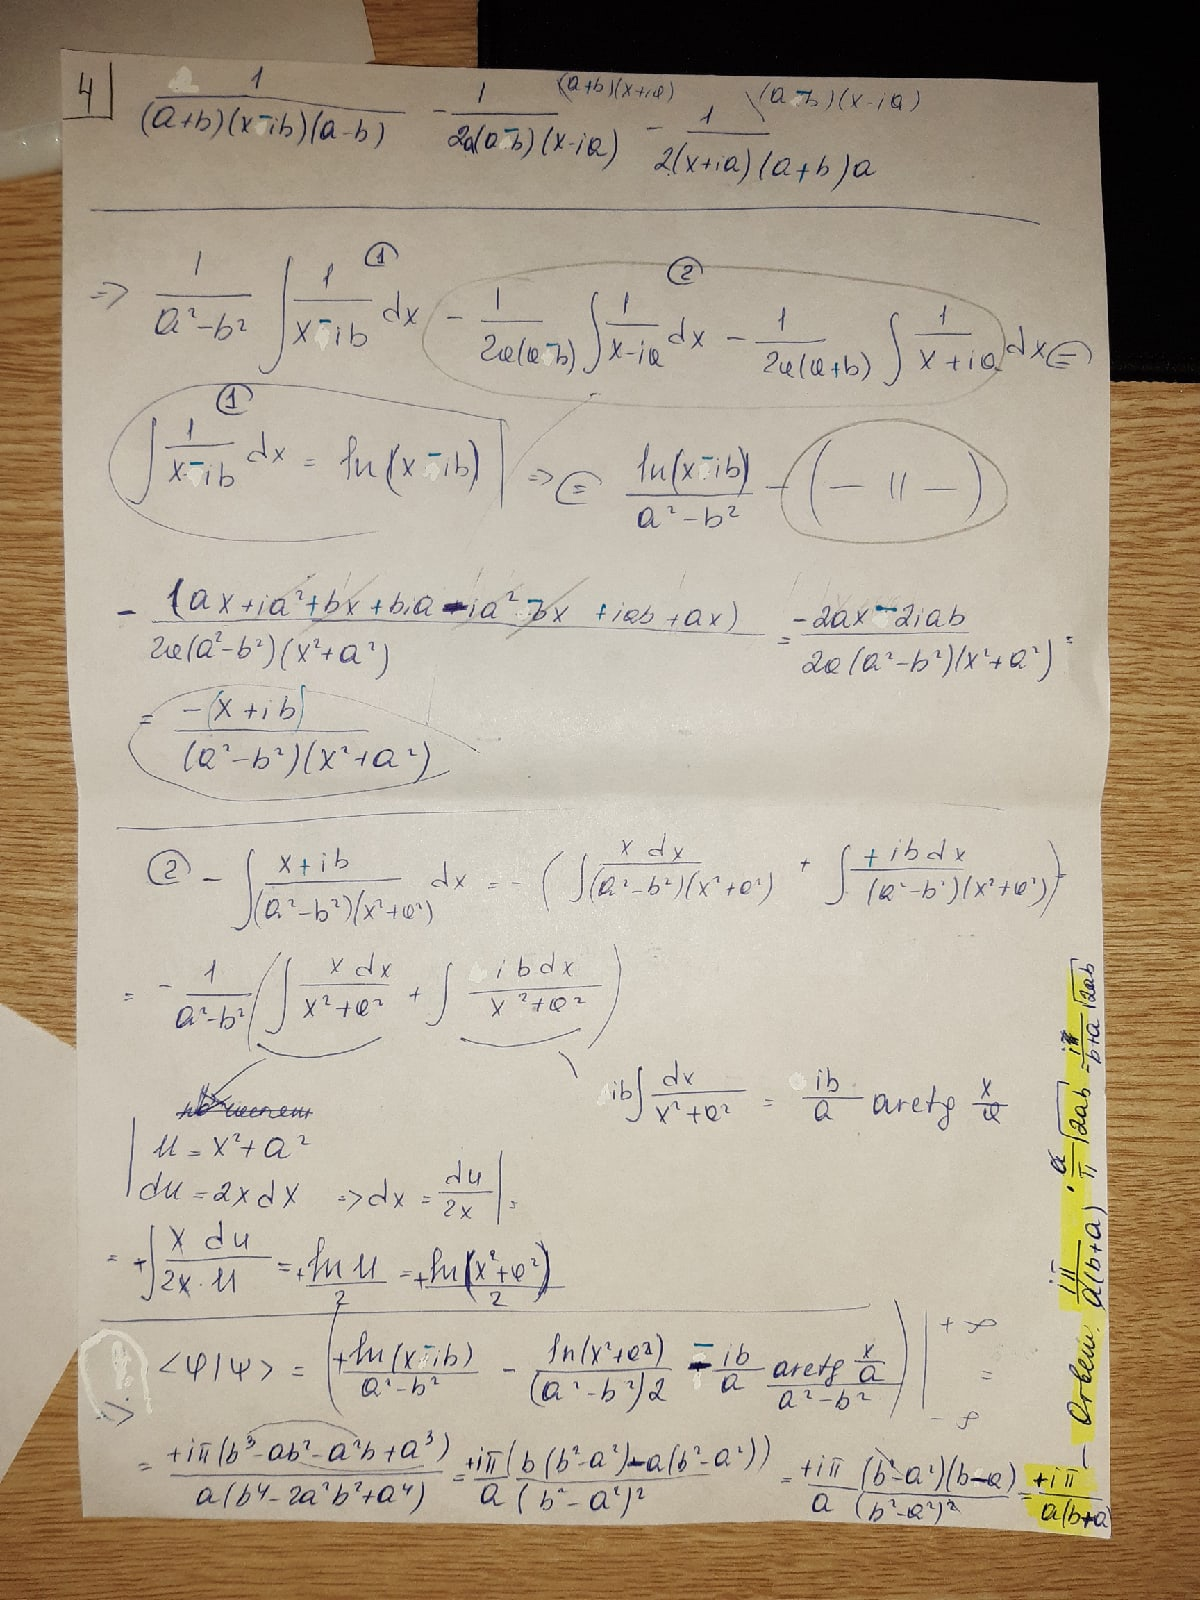 4
(a+b)(x+ia) (a-b)(x-ia)
1/((a+b)(x-ib)(a-b)) - 1/(2a(a-b)(x-ia)) - 1/(2(x+ia)(a+b)a)
① ②
=> 1/(a²-b²) ∫ 1/(x-ib) dx - 1/(2a(a-b)) ∫ 1/(x-ia) dx - 1/(2a(a+b)) ∫ 1/(x+ia) dx =
①
∫ 1/(x-ib) dx = ln(x-ib) | => = ln(x-ib)/(a²-b²) - (- 11 -)
- (ax+ia²+bx+bia-ia²-bx+iab+ax)/(2a(a²-b²)(x²+a²)) = (-2ax-2iab)/(2a(a²-b²)(x²+a²)) =
= -(x+ib)/((a²-b²)(x²+a²))
② - ∫ (x+ib)/((a²-b²)(x²+a²)) dx = - (∫ x dx/((a²-b²)(x²+a²)) + ∫ +ib dx/((a²-b²)(x²+a²))) =
= - 1/(a²-b²) (∫ x dx/(x²+a²) + ∫ ib dx/(x²+a²))
ib∫ dx/(x²+a²) = ib/a arctg x/a
| u = x²+a²
du = 2x dx => dx = du/2x | =
= +∫ x du/(2x·u) = + ln u/2 = + ln(x²+a²)/2
=> <φ|ψ> = (+ln(x-ib)/(a²-b²) - ln(x²+a²)/((a²-b²)2) - ib/a arctg x/a/(a²-b²)) |+∞ -∞ =
= +iπ(b³-ab²-a²b+a³)/(a(b⁴-2a²b²+a⁴)) = +iπ/a (b(b²-a²)-a(b²-a²))/(b²-a²)² = +iπ/a (b²-a²)(b-a)/(b²-a²)² = +iπ/(a(b+a)) -
- Ответ: iπ/(a(b+a)) · a/π √2ab = iπ/(b+a) √2ab